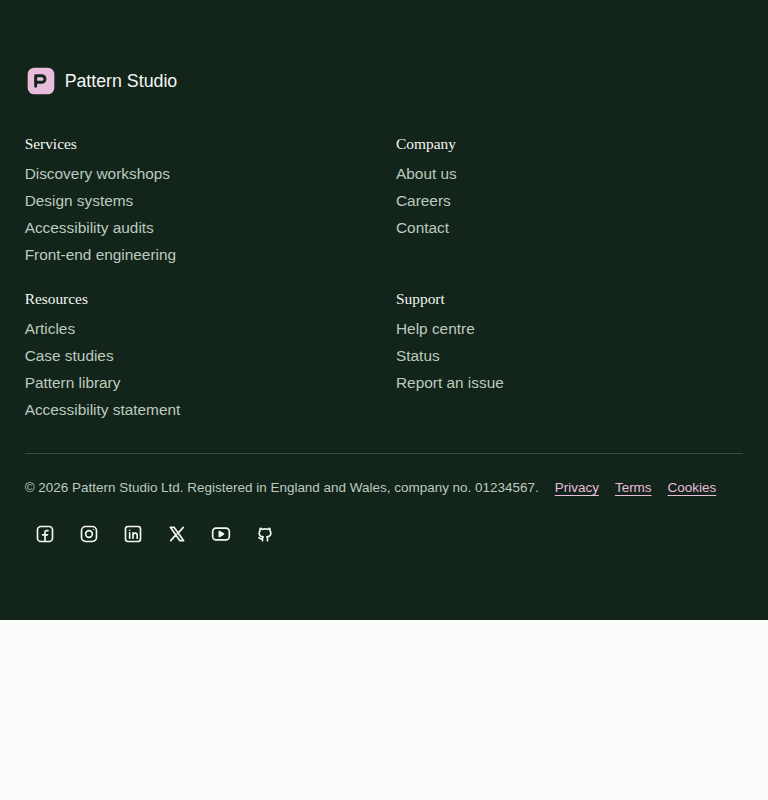 Pattern Studio
Services
Discovery workshops
Design systems
Accessibility audits
Front-end engineering
Company
About us
Careers
Contact
Resources
Articles
Case studies
Pattern library
Accessibility statement
Support
Help centre
Status
Report an issue
© 2026 Pattern Studio Ltd. Registered in England and Wales, company no. 01234567. Privacy Terms Cookies